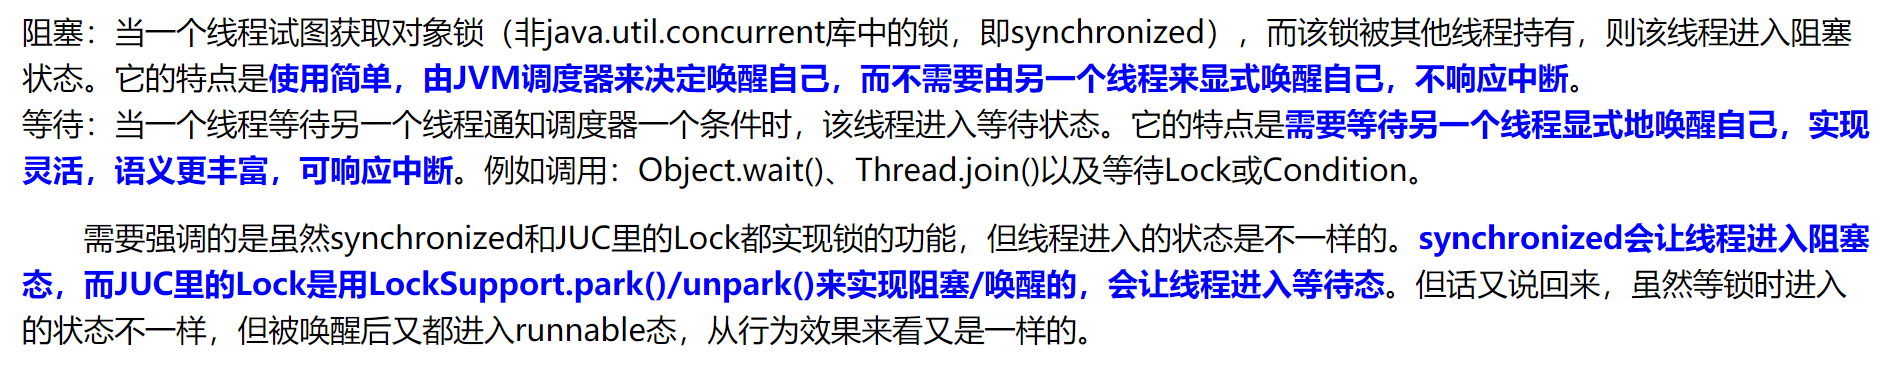 阻塞：当一个线程试图获取对象锁（非java.util.concurrent库中的锁，即synchronized），而该锁被其他线程持有，则该线程进入阻塞
状态。它的特点是使用简单，由JVM调度器来决定唤醒自己，而不需要由另一个线程来显式唤醒自己，不响应中断。
等待：当一个线程等待另一个线程通知调度器一个条件时，该线程进入等待状态。它的特点是需要等待另一个线程显式地唤醒自己，实现
灵活，语义更丰富，可响应中断。例如调用：Object.wait()、Thread.join()以及等待Lock或Condition。
需要强调的是虽然synchronized和JUC里的Lock都实现锁的功能，但线程进入的状态是不一样的。synchronized会让线程进入阻塞
态，而JUC里的Lock是用LockSupport.park()/unpark()来实现阻塞/唤醒的，会让线程进入等待态。但话又说回来，虽然等锁时进入
的状态不一样，但被唤醒后又都进入runnable态，从行为效果来看又是一样的。